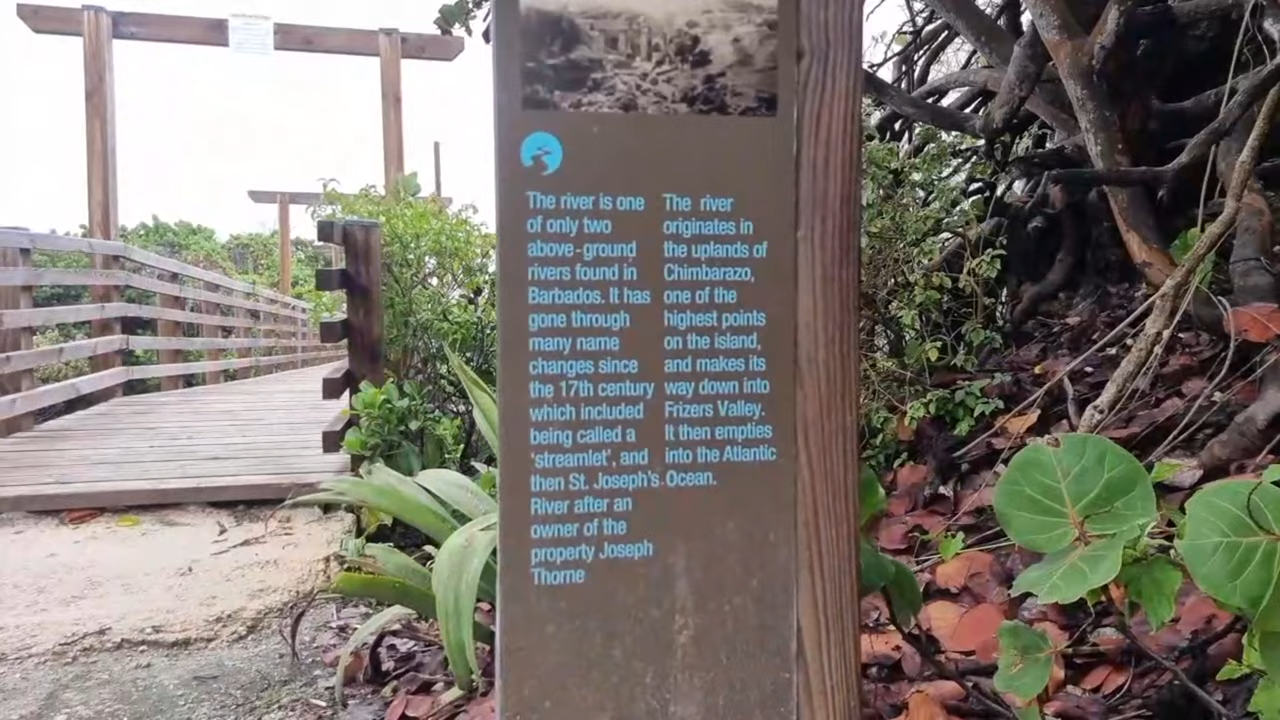 The river is one
of only two
above-ground
rivers found in
Barbados. It has
gone through
many name
changes since
the 17th century
which included
being called a
'streamlet', and
then St. Joseph's
River after an
owner of the
property Joseph
Thorne
The river
originates in
the uplands of
Chimbarazo,
one of the
highest points
on the island,
and makes its
way down into
Frizers Valley.
It then empties
into the Atlantic
Ocean.